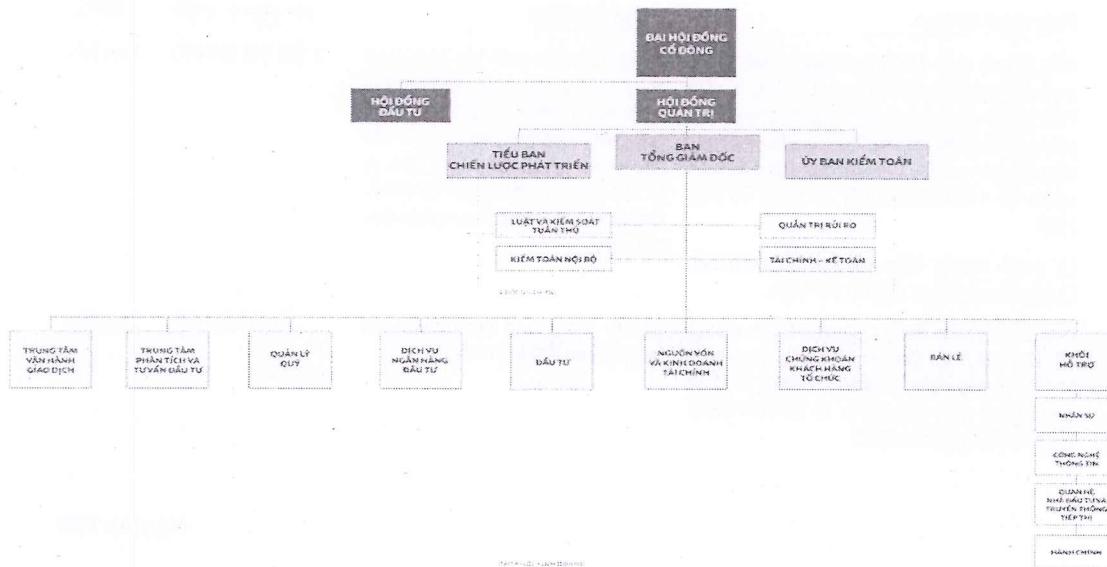 ĐẠI HỘI ĐỒNG
CỔ ĐÔNG
HỘI ĐỒNG
ĐẦU TƯ
HỘI ĐỒNG
QUẢN TRỊ
TIỂU BAN
CHIẾN LƯỢC PHÁT TRIỂN
BAN
TỔNG GIÁM ĐỐC
ỦY BAN KIỂM TOÁN
LUẬT VÀ KIỂM SOÁT
TUÂN THỦ
QUẢN TRỊ RỦI RO
KIỂM TOÁN NỘI BỘ
TÀI CHÍNH – KẾ TOÁN
TRUNG TÂM
VẬN HÀNH
GIAO DỊCH
TRUNG TÂM
PHÂN TÍCH VÀ
TƯ VẤN ĐẦU TƯ
QUẢN LÝ
QUỸ
DỊCH VỤ
NGÂN HÀNG
ĐẦU TƯ
ĐẦU TƯ
NGUỒN VỐN
VÀ KINH DOANH
TÀI CHÍNH
DỊCH VỤ
CHỨNG KHOÁN
KHÁCH HÀNG
TỔ CHỨC
BÁN LẺ
KHỐI
HỖ TRỢ
NHÂN SỰ
CÔNG NGHỆ
THÔNG TIN
QUAN HỆ
NHÀ ĐẦU TƯ VÀ
TRUYỀN THÔNG
TIẾP THỊ
HÀNH CHÍNH